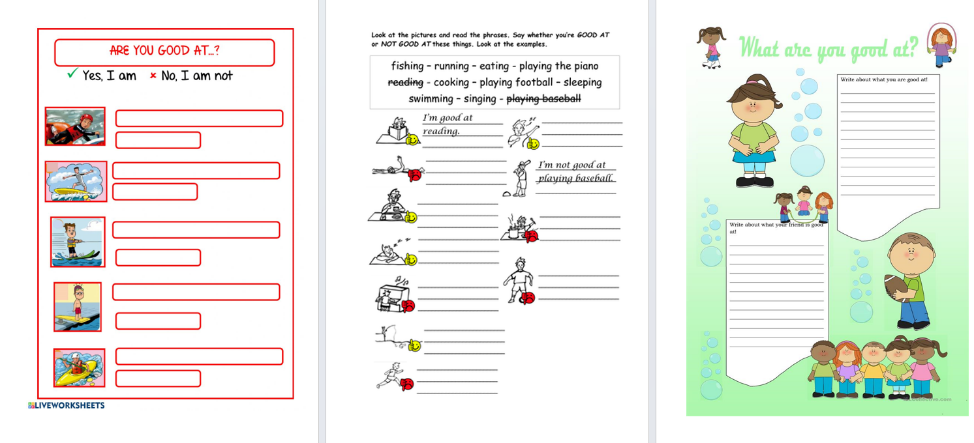 ARE YOU GOOD AT...?
✓ Yes, I am × No, I am not
LIVEWORKSHEETS
Look at the pictures and read the phrases. Say whether you're GOOD AT
or NOT GOOD AT these things. Look at the examples.
fishing – running – eating - playing the piano
reading - cooking – playing football – sleeping
swimming – singing - playing baseball
I'm good at
reading.
I'm not good at
playing baseball.
What are you good at?
Write about what you are good at!
Write about what your friend is good
at!